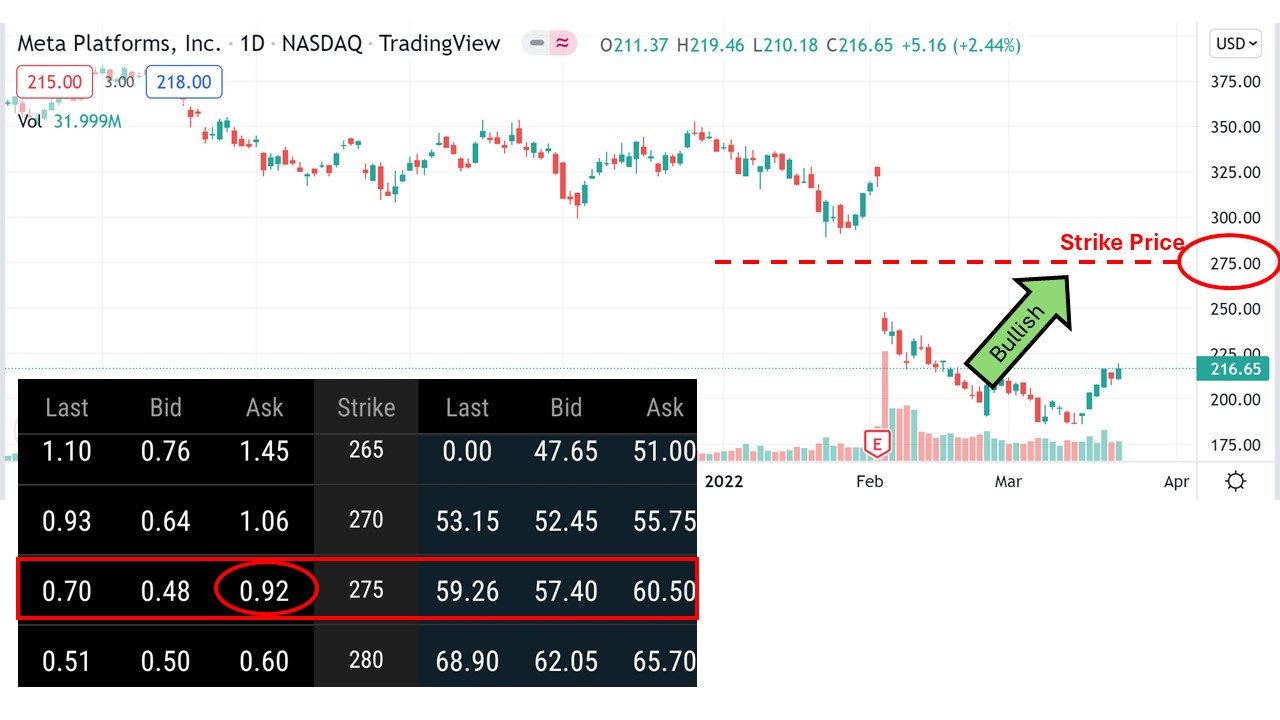 Meta Platforms, Inc. · 1D · NASDAQ · TradingView O211.37 H219.46 L210.18 C216.65 +5.16 (+2.44%) USD
215.00 3.00 218.00
Vol 31.999M
375.00
350.00
325.00
300.00
Strike Price
275.00
250.00
Bullish
225.00
216.65
200.00
175.00
E
2022 Feb Mar Apr
Last Bid Ask Strike Last Bid Ask
1.10 0.76 1.45 265 0.00 47.65 51.00
0.93 0.64 1.06 270 53.15 52.45 55.75
0.70 0.48 0.92 275 59.26 57.40 60.50
0.51 0.50 0.60 280 68.90 62.05 65.70